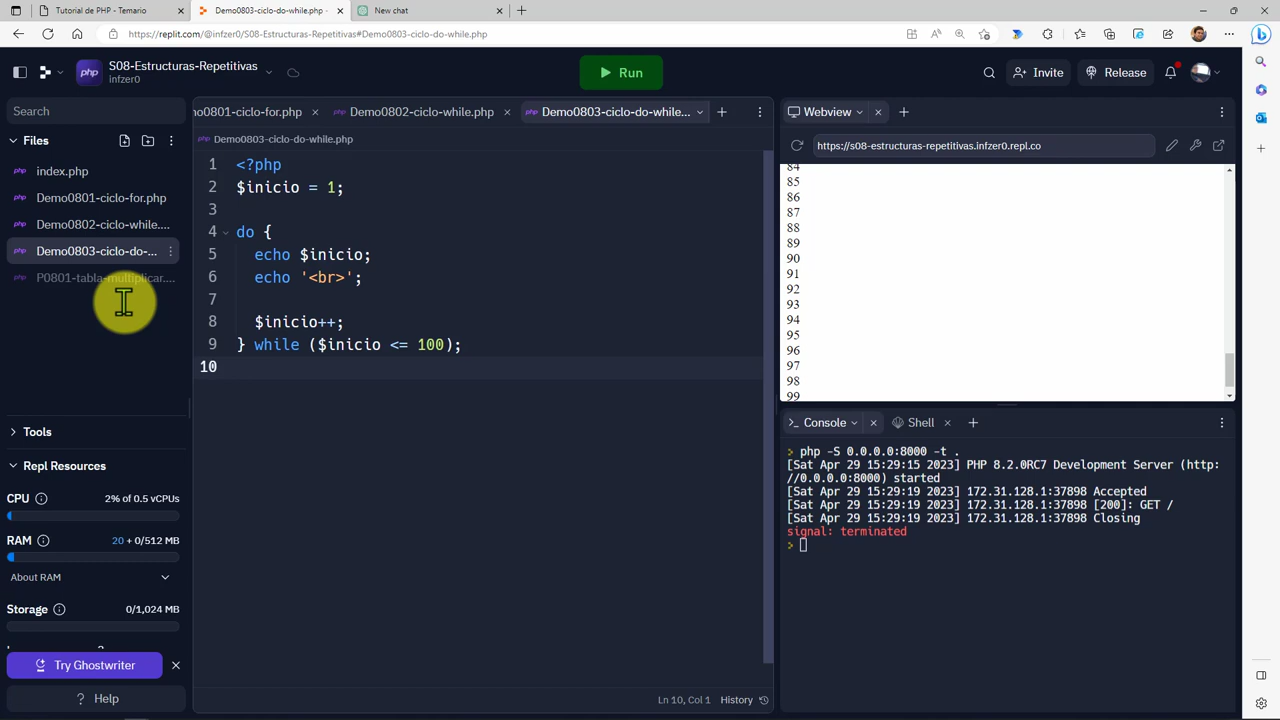 Tutorial de PHP - Temario
Demo0803-ciclo-do-while.php -
New chat
https://replit.com/@infzer0/S08-Estructuras-Repetitivas#Demo0803-ciclo-do-while.php
php
S08-Estructuras-Repetitivas
infzer0
Run
Invite
Release
Search
Files
index.php
Demo0801-ciclo-for.php
Demo0802-ciclo-while....
Demo0803-ciclo-do-...
P0801-tabla-multiplicar....
Tools
Repl Resources
CPU
2% of 0.5 vCPUs
RAM
20 + 0/512 MB
About RAM
Storage
0/1,024 MB
Try Ghostwriter
? Help
mo0801-ciclo-for.php
Demo0802-ciclo-while.php
Demo0803-ciclo-do-while...
Demo0803-ciclo-do-while.php
1 <?php
2 $inicio = 1;
3
4 do {
5 echo $inicio;
6 echo '<br>';
7
8 $inicio++;
9 } while ($inicio <= 100);
10
Ln 10, Col 1
History
Webview
https://s08-estructuras-repetitivas.infzer0.repl.co
84
85
86
87
88
89
90
91
92
93
94
95
96
97
98
99
Console
Shell
php -S 0.0.0.0:8000 -t .
[Sat Apr 29 15:29:15 2023] PHP 8.2.0RC7 Development Server (http:
//0.0.0.0:8000) started
[Sat Apr 29 15:29:19 2023] 172.31.128.1:37898 Accepted
[Sat Apr 29 15:29:19 2023] 172.31.128.1:37898 [200]: GET /
[Sat Apr 29 15:29:19 2023] 172.31.128.1:37898 Closing
signal: terminated